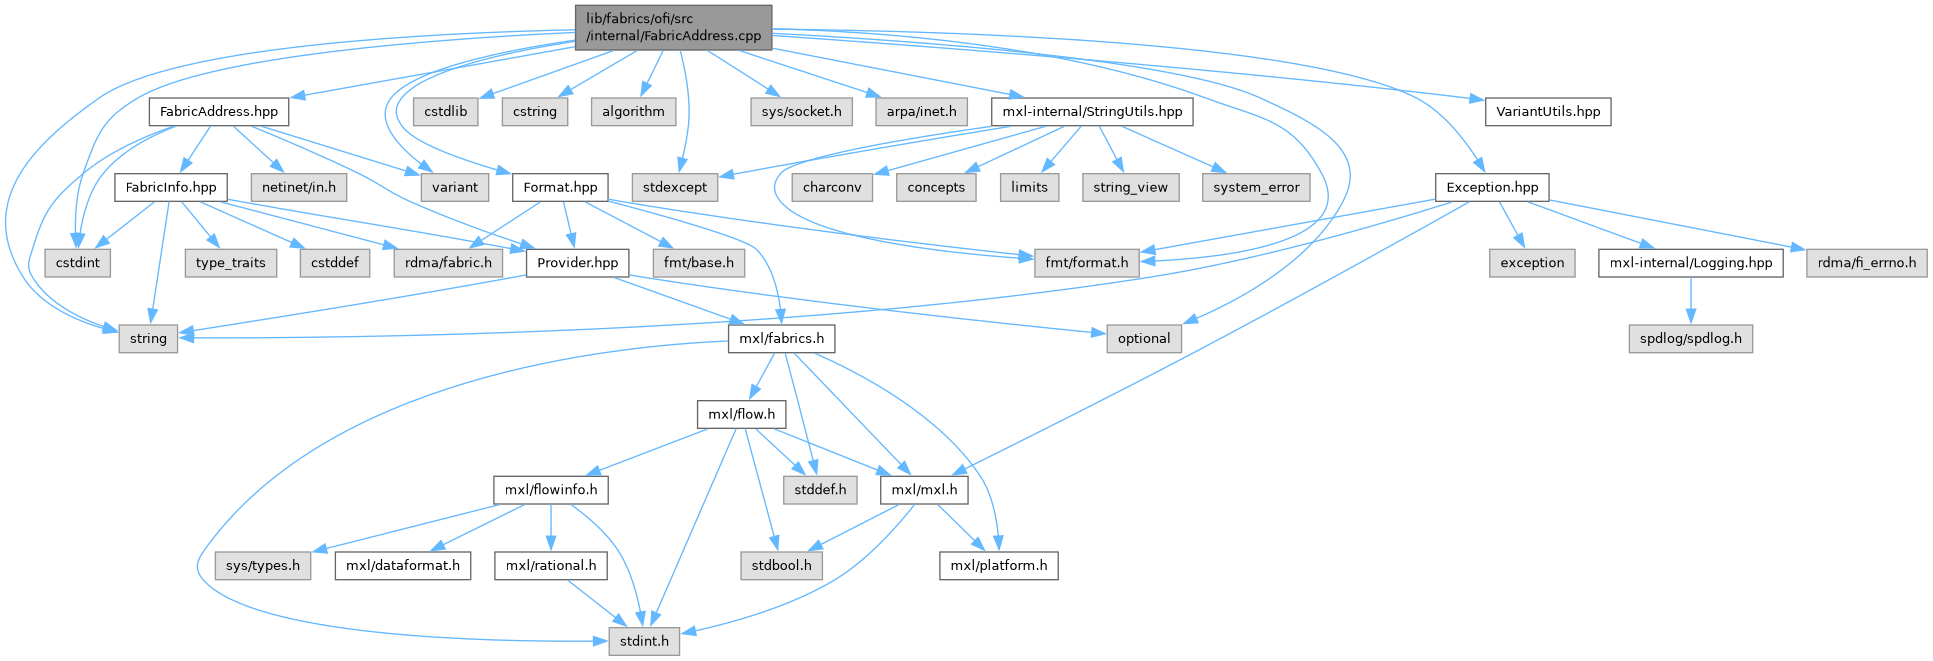 lib/fabrics/ofi/src
/internal/FabricAddress.cpp
FabricAddress.hpp
cstdlib
cstring
algorithm
sys/socket.h
arpa/inet.h
mxl-internal/StringUtils.hpp
VariantUtils.hpp
FabricInfo.hpp
netinet/in.h
variant
Format.hpp
stdexcept
charconv
concepts
limits
string_view
system_error
Exception.hpp
cstdint
type_traits
cstddef
rdma/fabric.h
Provider.hpp
fmt/base.h
fmt/format.h
exception
mxl-internal/Logging.hpp
rdma/fi_errno.h
string
mxl/fabrics.h
optional
spdlog/spdlog.h
mxl/flow.h
mxl/flowinfo.h
stddef.h
mxl/mxl.h
sys/types.h
mxl/dataformat.h
mxl/rational.h
stdbool.h
mxl/platform.h
stdint.h